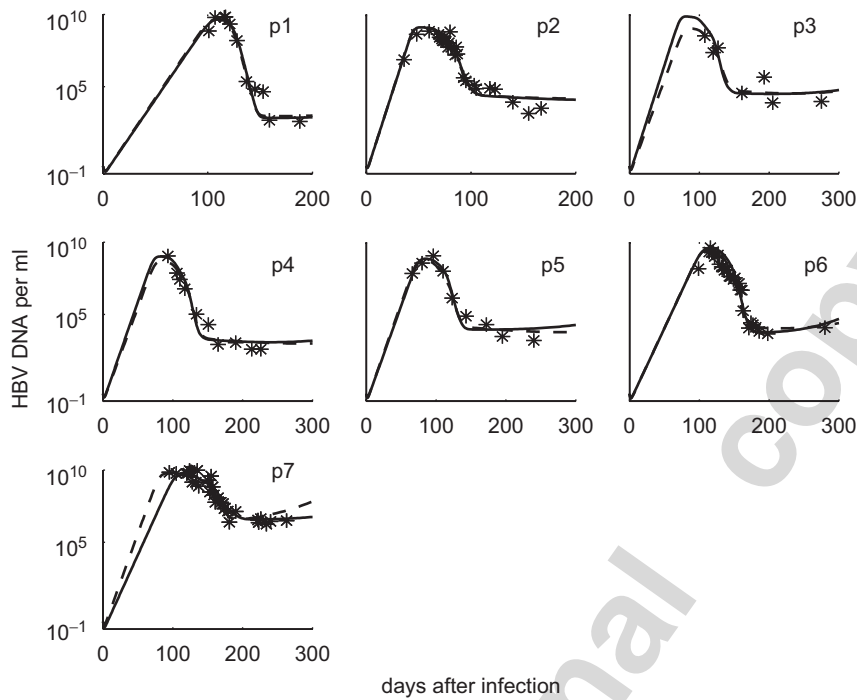 10^10 p1 p2 p3
10^5
10^−1
0 100 200 0 100 200 0 100 200 300
10^10 p4 p5 p6
10^5
10^−1
0 100 200 300 0 100 200 300 0 100 200 300
HBV DNA per ml
10^10 p7
10^5
10^−1
0 100 200 300
days after infection